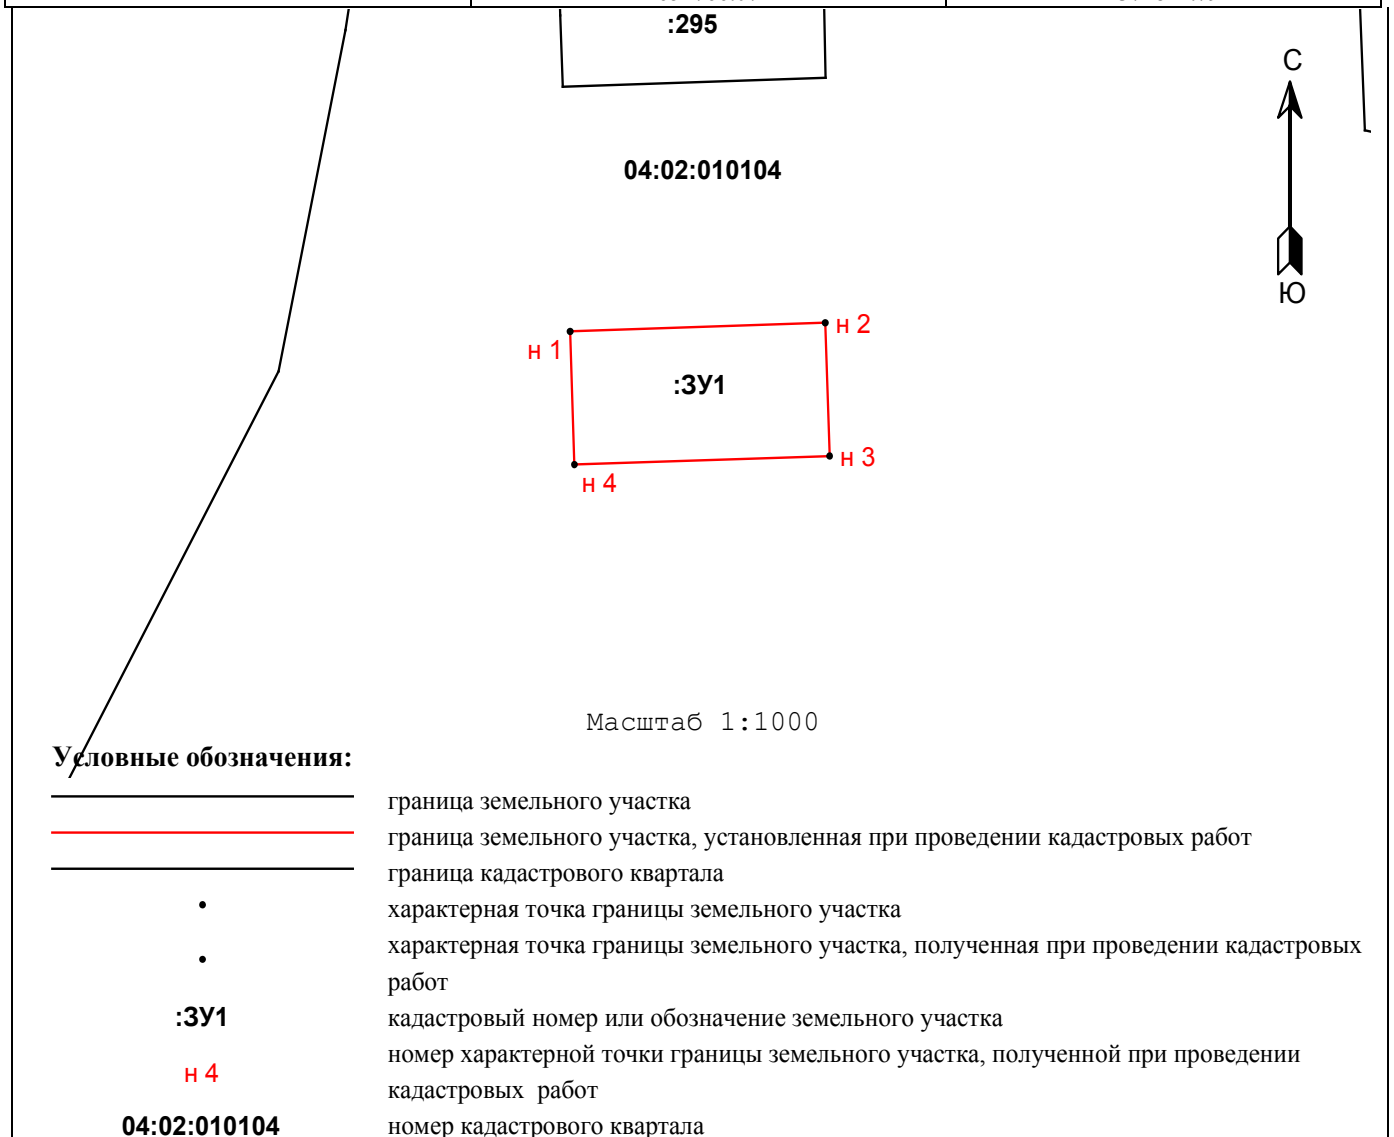 :295
С
04:02:010104
Ю
н 1
н 2
:ЗУ1
н 3
н 4
Масштаб 1:1000
Условные обозначения:
граница земельного участка
граница земельного участка, установленная при проведении кадастровых работ
граница кадастрового квартала
характерная точка границы земельного участка
характерная точка границы земельного участка, полученная при проведении кадастровых
работ
:ЗУ1 кадастровый номер или обозначение земельного участка
номер характерной точки границы земельного участка, полученной при проведении
н 4
кадастровых работ
04:02:010104 номер кадастрового квартала